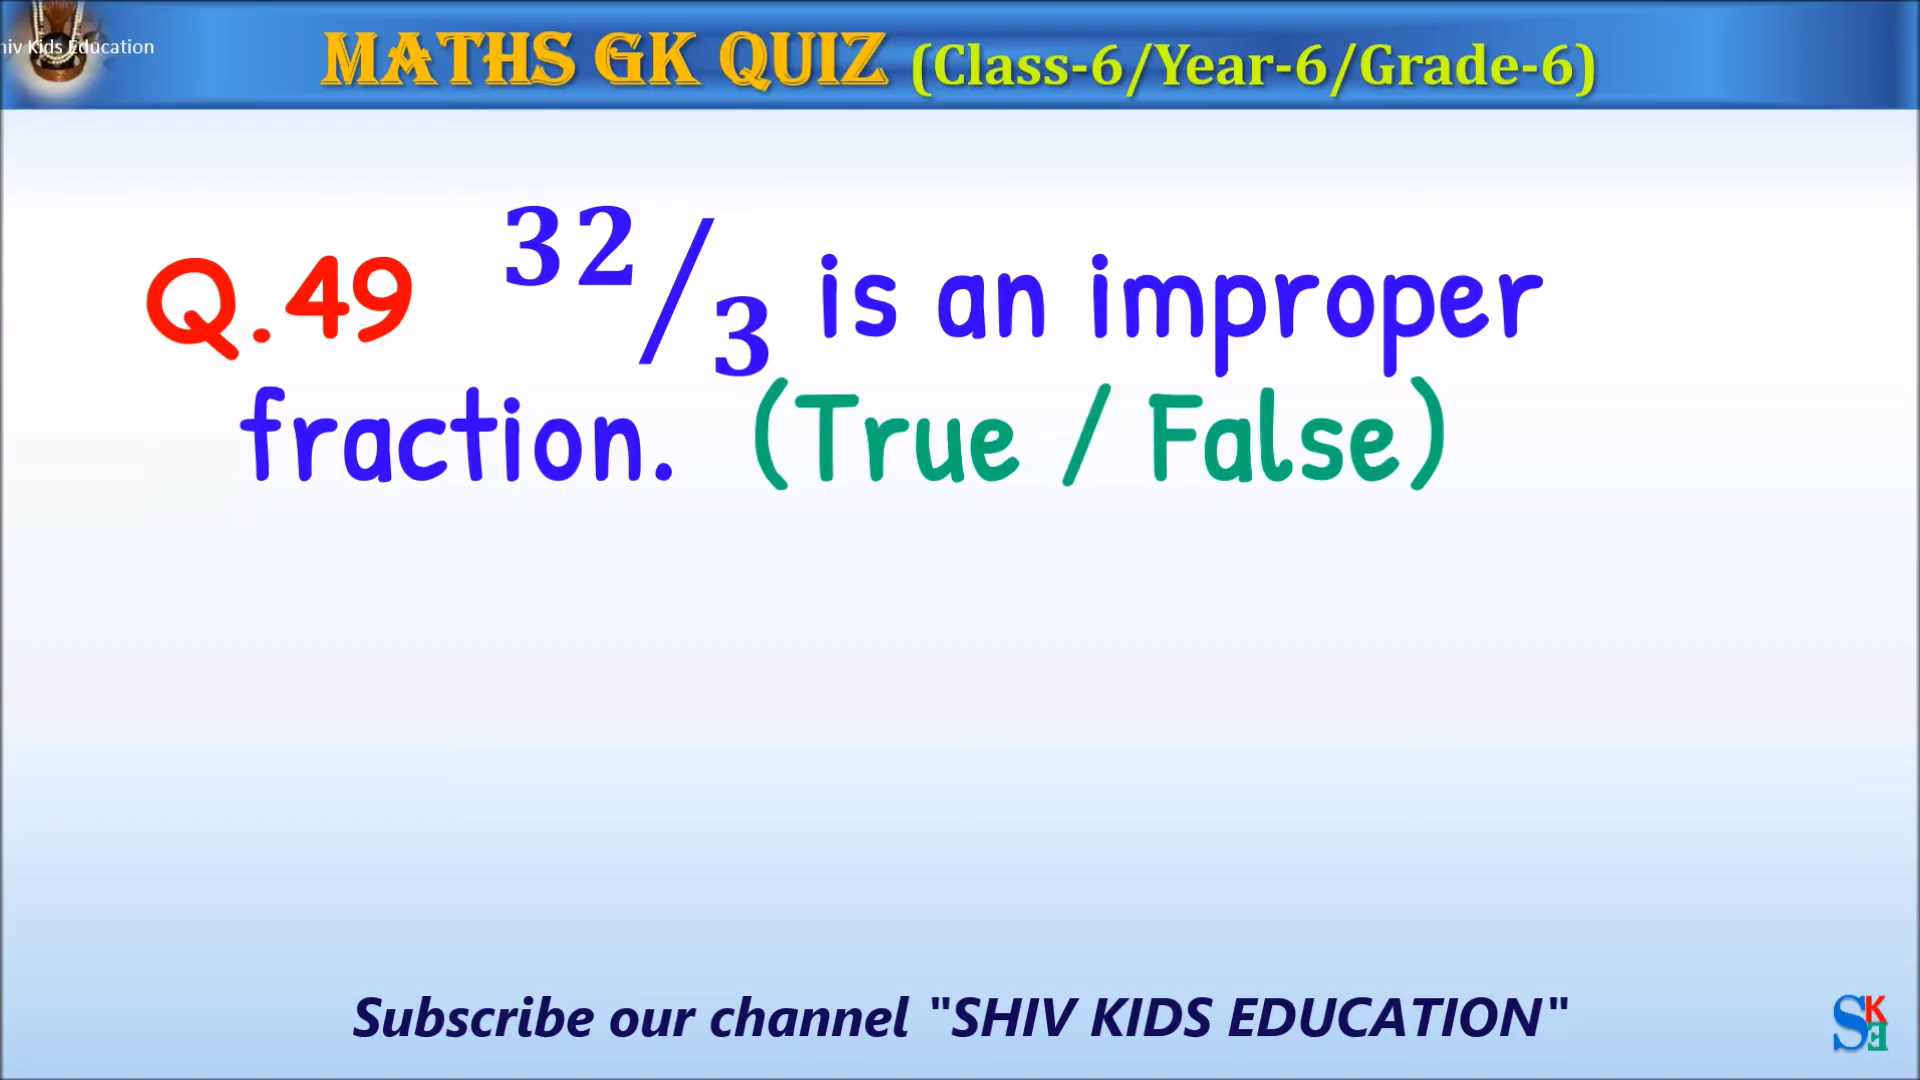 hiv Kids Education
MATHS GK QUIZ (Class-6/Year-6/Grade-6)
Q.49 32/3 is an improper
fraction. (True / False)
Subscribe our channel "SHIV KIDS EDUCATION"
SKE